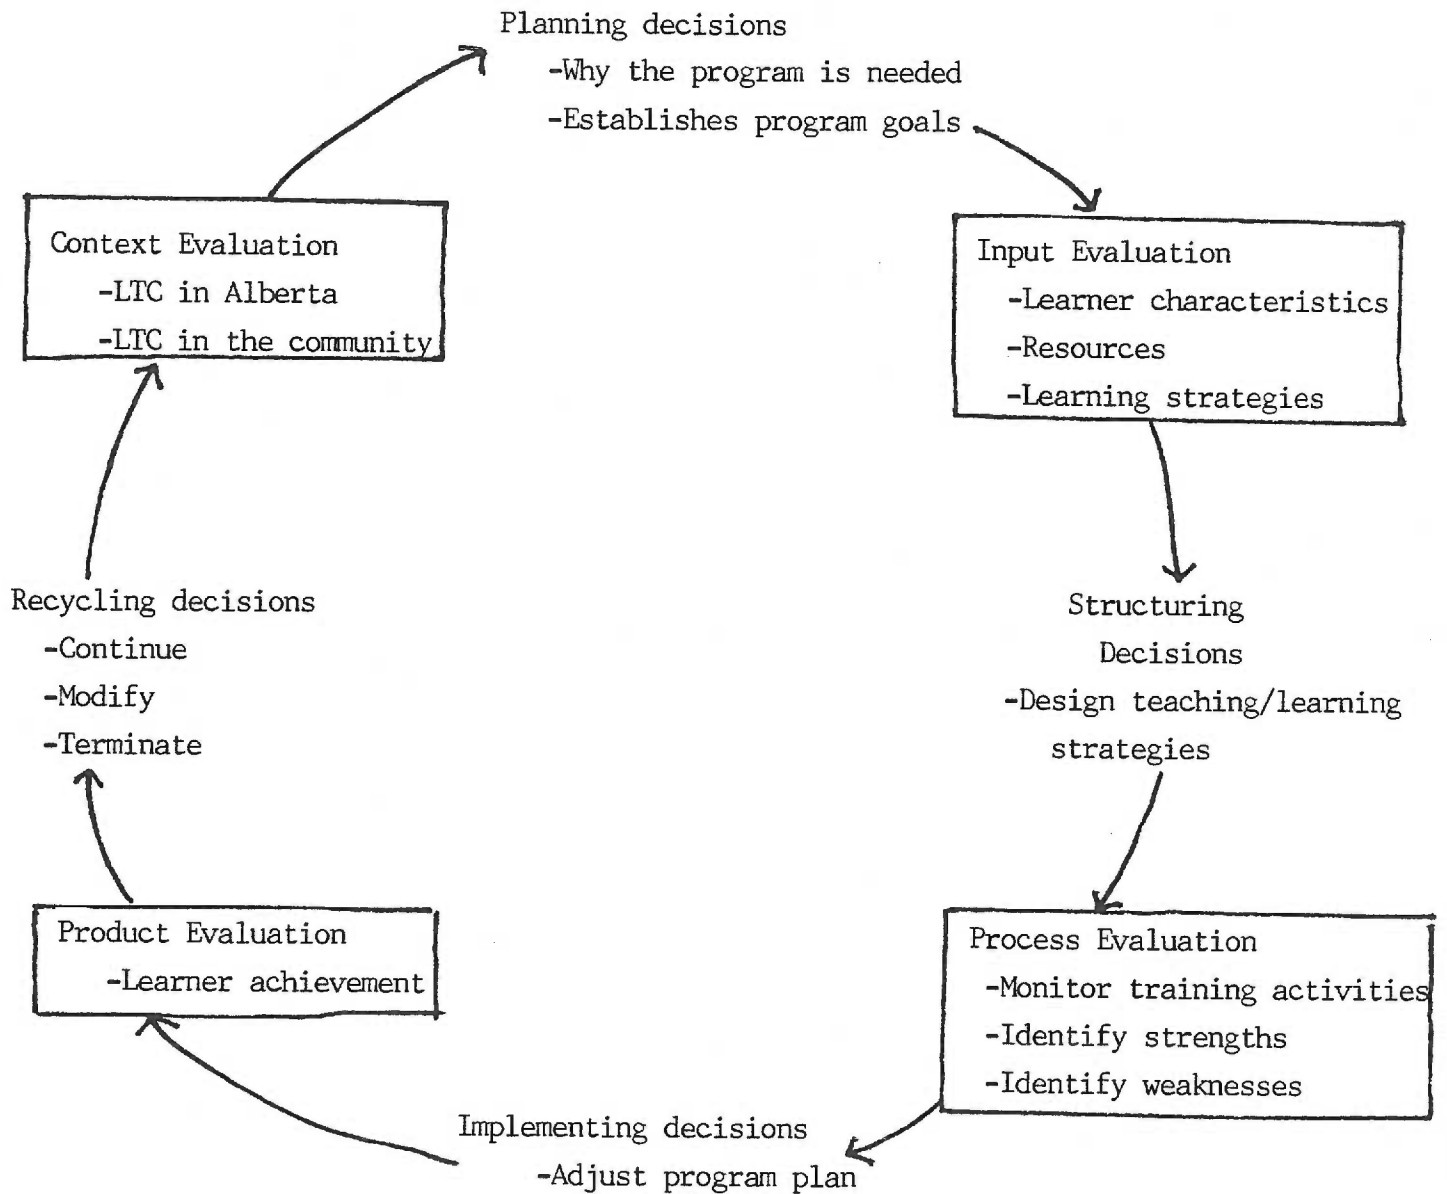 Planning decisions
-Why the program is needed
-Establishes program goals
Context Evaluation
-LTC in Alberta
-LTC in the community
Input Evaluation
-Learner characteristics
-Resources
-Learning strategies
Recycling decisions
-Continue
-Modify
-Terminate
Structuring
Decisions
-Design teaching/learning
strategies
Product Evaluation
-Learner achievement
Process Evaluation
-Monitor training activities
-Identify strengths
-Identify weaknesses
Implementing decisions
-Adjust program plan